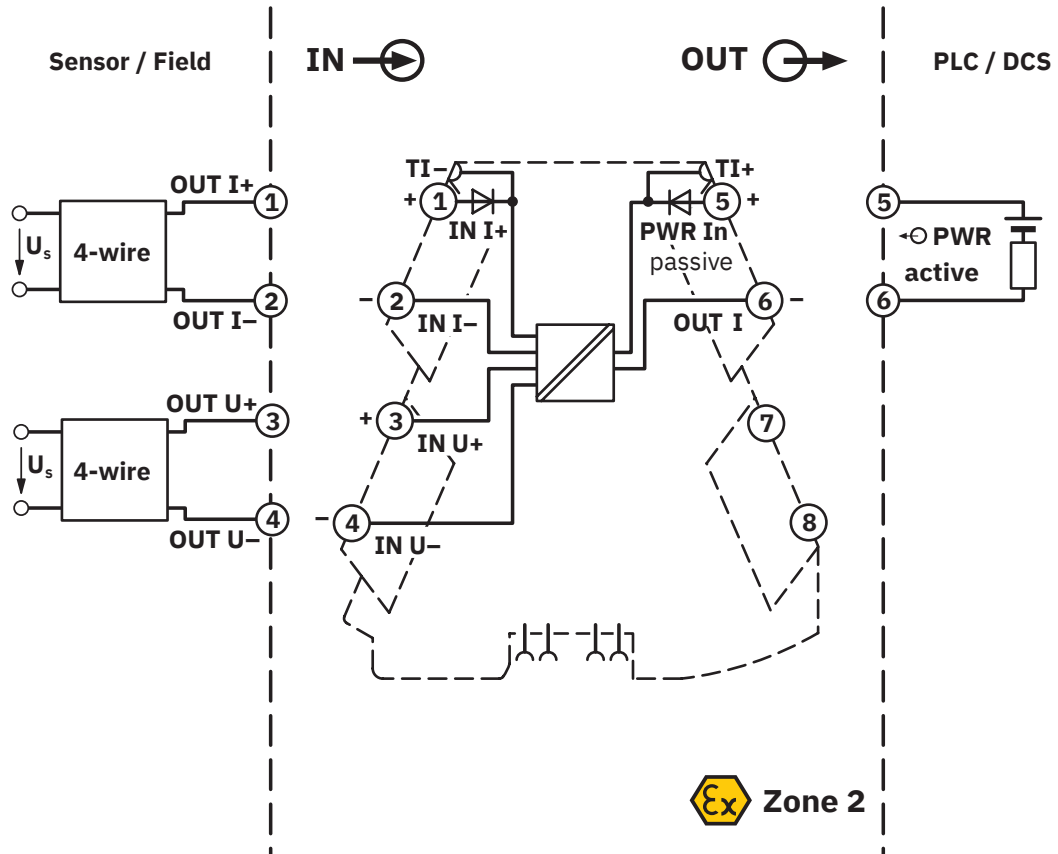 Sensor / Field
IN
OUT
PLC / DCS
OUT I+
1
Us
4-wire
2
OUT I−
OUT U+
3
Us
4-wire
4
OUT U−
TI−
+
1
IN I+
−
2
IN I−
+
3
IN U+
−
4
IN U−
TI+
5
+
PWR In
passive
6
−
OUT I
7
8
5
PWR
active
6
Ex
Zone 2